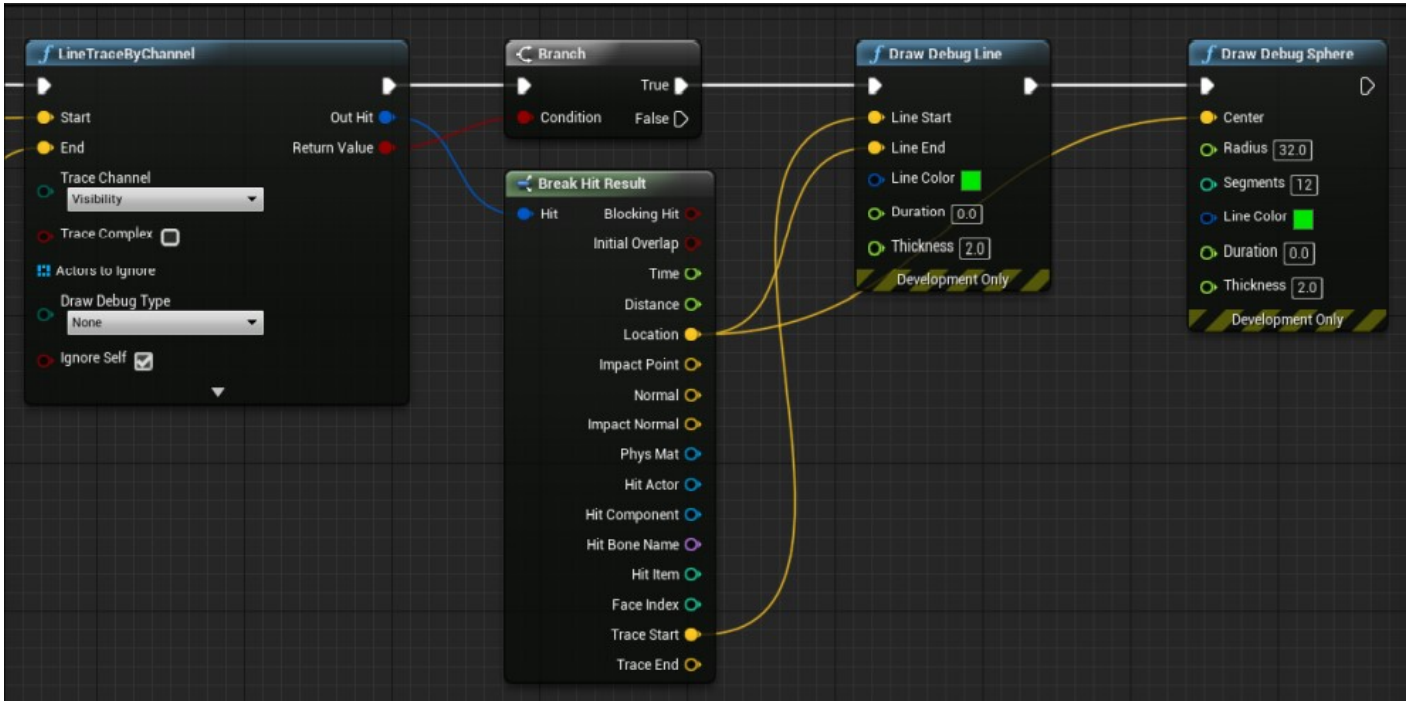 LineTraceByChannel
Start
Out Hit
End
Return Value
Trace Channel
Visibility
Trace Complex
Actors to Ignore
Draw Debug Type
None
Ignore Self
Branch
True
Condition
False
Break Hit Result
Hit
Blocking Hit
Initial Overlap
Time
Distance
Location
Impact Point
Normal
Impact Normal
Phys Mat
Hit Actor
Hit Component
Hit Bone Name
Hit Item
Face Index
Trace Start
Trace End
Draw Debug Line
Line Start
Line End
Line Color
Duration 0.0
Thickness 2.0
Development Only
Draw Debug Sphere
Center
Radius 32.0
Segments 12
Line Color
Duration 0.0
Thickness 2.0
Development Only